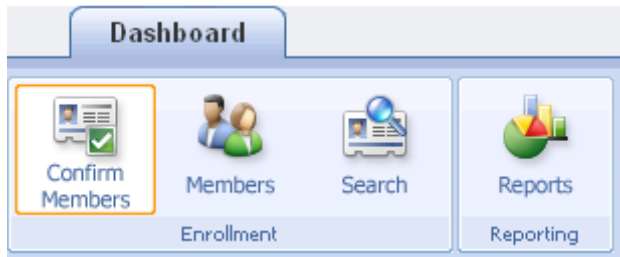 Dashboard
Confirm
Members
Members
Search
Reports
Enrollment
Reporting